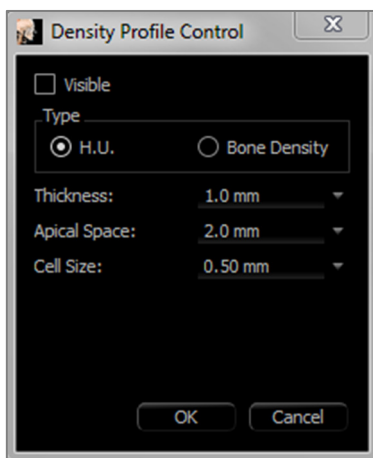 Density Profile Control
Visible
Type
H.U. Bone Density
Thickness: 1.0 mm
Apical Space: 2.0 mm
Cell Size: 0.50 mm
OK Cancel